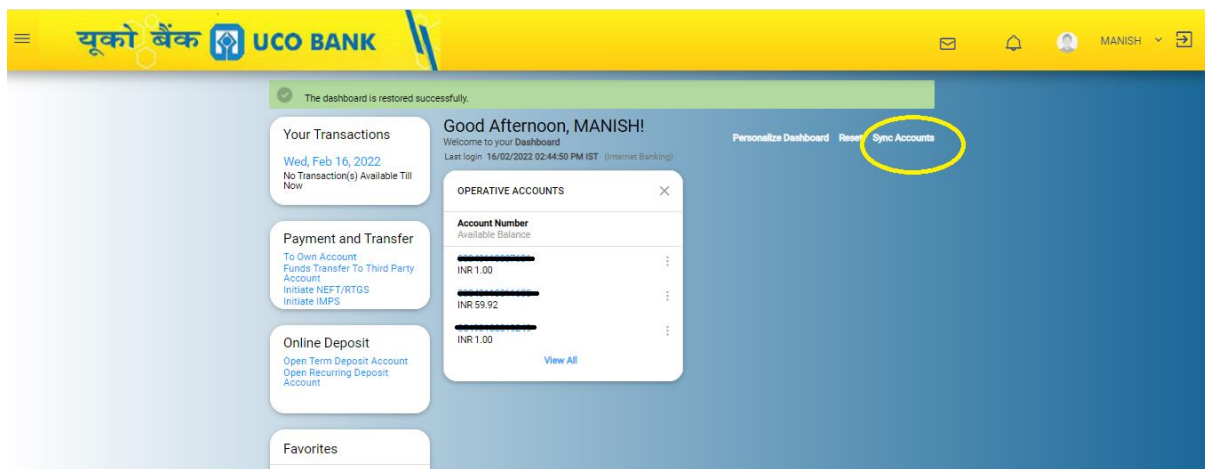 यूको बैंक UCO BANK
MANISH
The dashboard is restored successfully.
Your Transactions
Wed, Feb 16, 2022
No Transaction(s) Available Till
Now
Payment and Transfer
To Own Account
Funds Transfer To Third Party
Account
Initiate NEFT/RTGS
Initiate IMPS
Online Deposit
Open Term Deposit Account
Open Recurring Deposit
Account
Favorites
Good Afternoon, MANISH!
Welcome to your Dashboard
Last login 16/02/2022 02:44:50 PM IST (Internet Banking)
Personalize Dashboard Reset Sync Accounts
OPERATIVE ACCOUNTS
Account Number
Available Balance
INR 1.00
INR 59.92
INR 1.00
View All